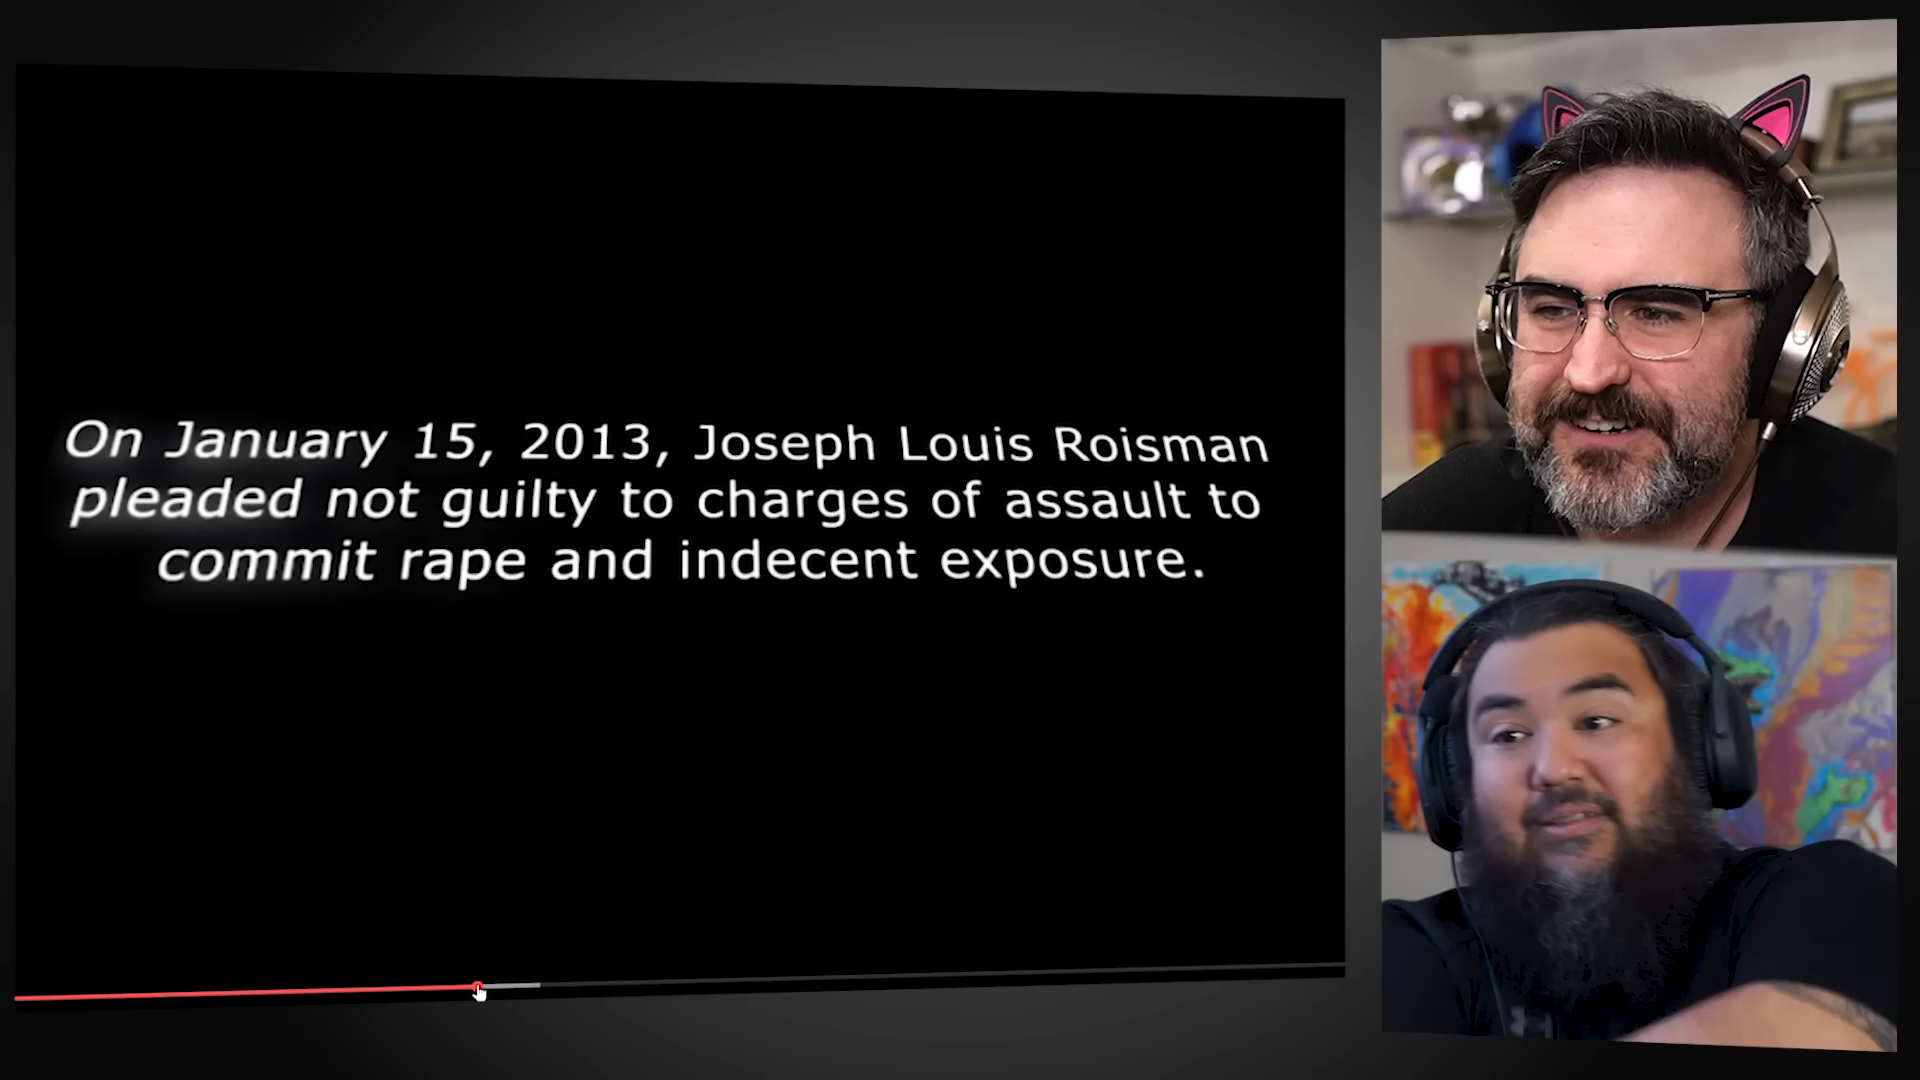 On January 15, 2013, Joseph Louis Roisman
pleaded not guilty to charges of assault to
commit rape and indecent exposure.